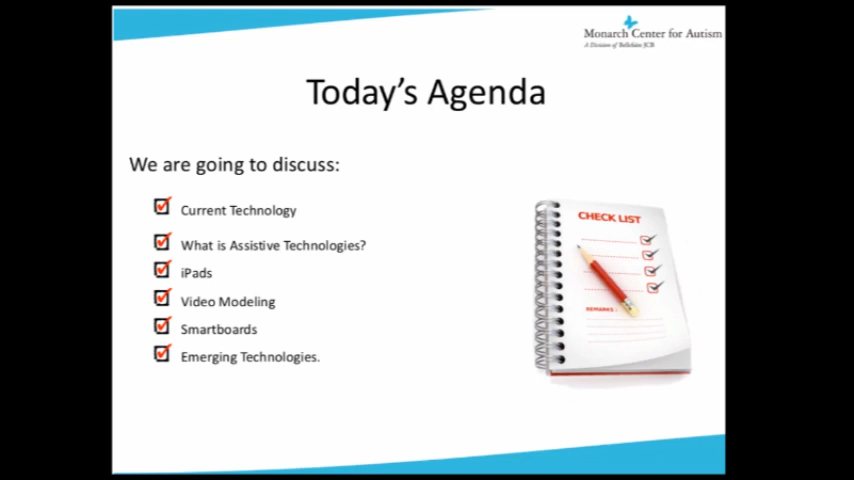 Monarch Center for Autism
A Division of Bellefaire JCB
Today's Agenda
We are going to discuss:
Current Technology
What is Assistive Technologies?
iPads
Video Modeling
Smartboards
Emerging Technologies.
CHECK LIST
REMARKS :